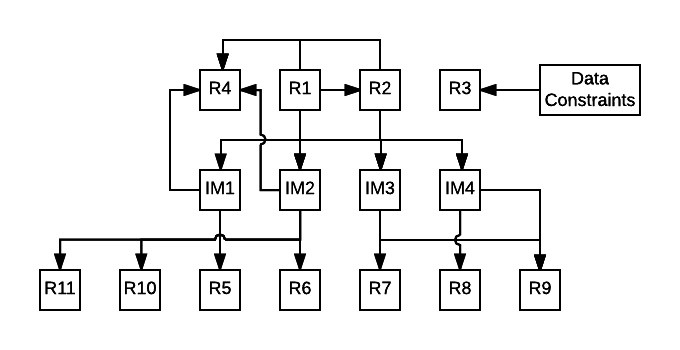 R4
R1
R2
R3
Data
Constraints
IM1
IM2
IM3
IM4
R11
R10
R5
R6
R7
R8
R9